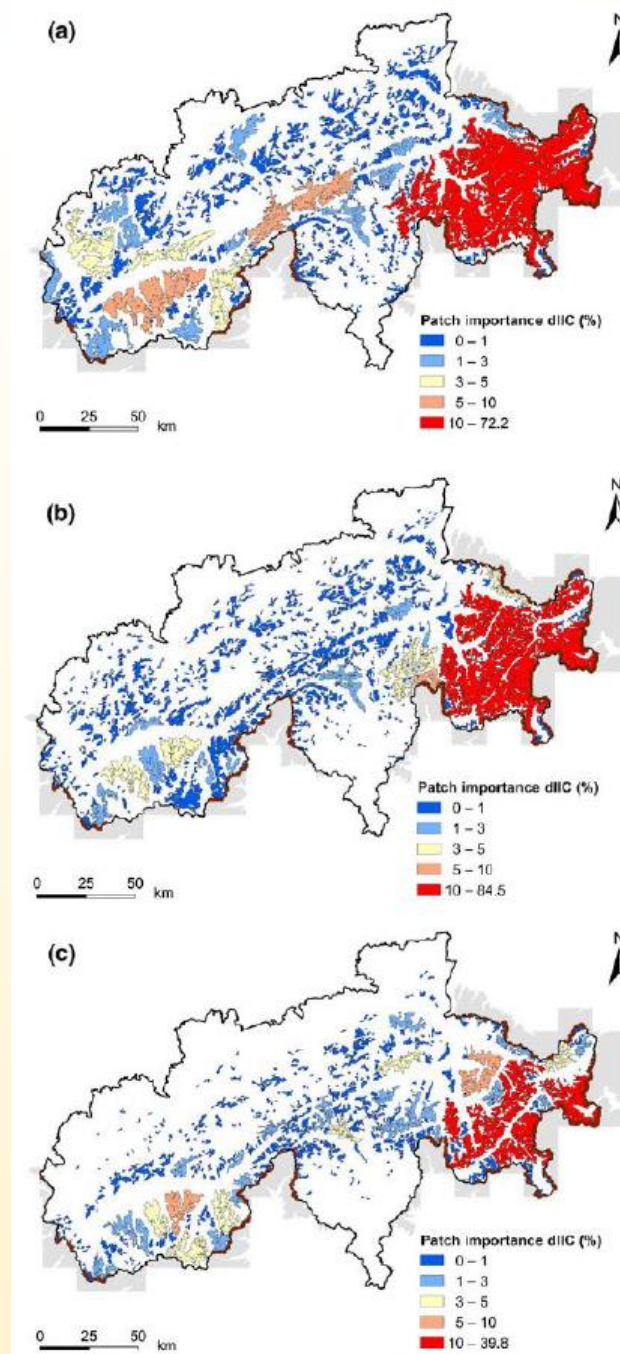 (a)
N
Patch importance dIIC (%)
0 – 1
1 – 3
3 – 5
5 – 10
10 – 72.2
0 25 50
km
(b)
N
Patch importance dIIC (%)
0 – 1
1 – 3
3 – 5
5 – 10
10 – 84.5
0 25 50
km
(c)
N
Patch importance dIIC (%)
0 – 1
1 – 3
3 – 5
5 – 10
10 – 39.8
0 25 50
km